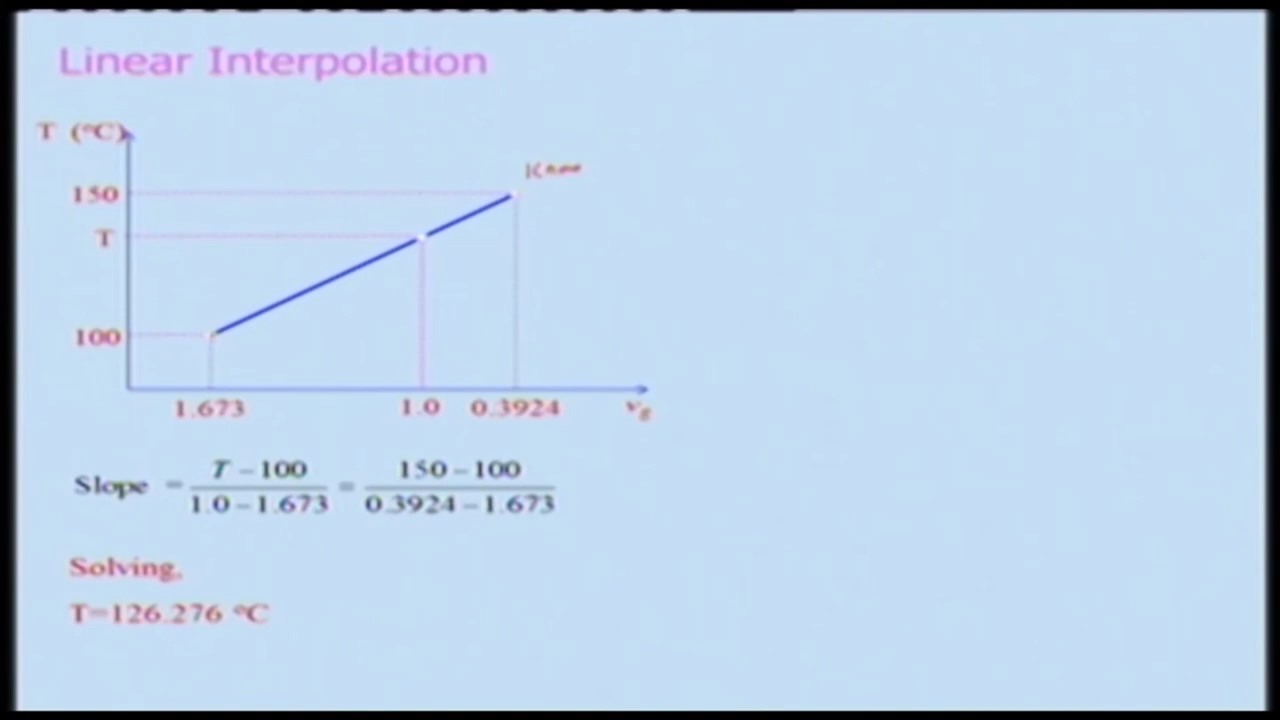 Linear Interpolation
T (°C)
150
T
100
1.673 1.0 0.3924 vg
Slope = T – 100 / 1.0 – 1.673 = 150 – 100 / 0.3924 – 1.673
Solving,
T=126.276 °C